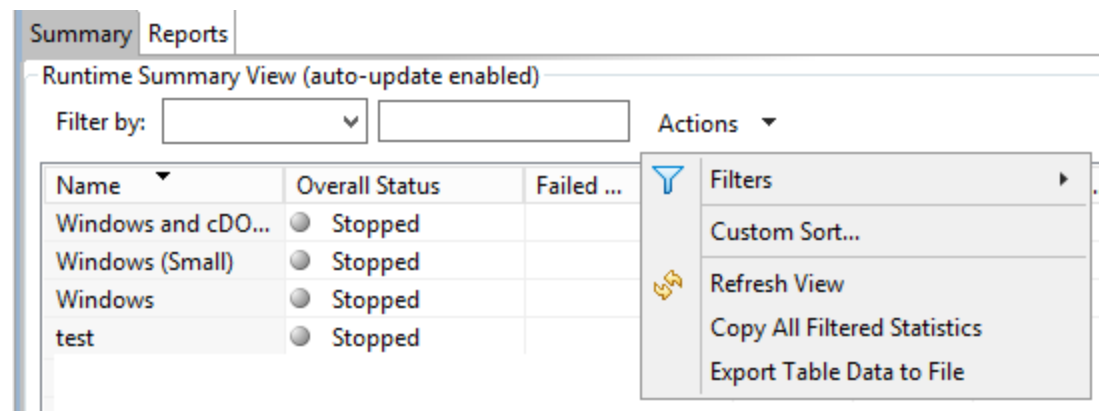 Summary Reports
Runtime Summary View (auto-update enabled)
Filter by: Actions
Name Overall Status Failed ...
Windows and cDO... Stopped
Windows (Small) Stopped
Windows Stopped
test Stopped
Filters
Custom Sort...
Refresh View
Copy All Filtered Statistics
Export Table Data to File